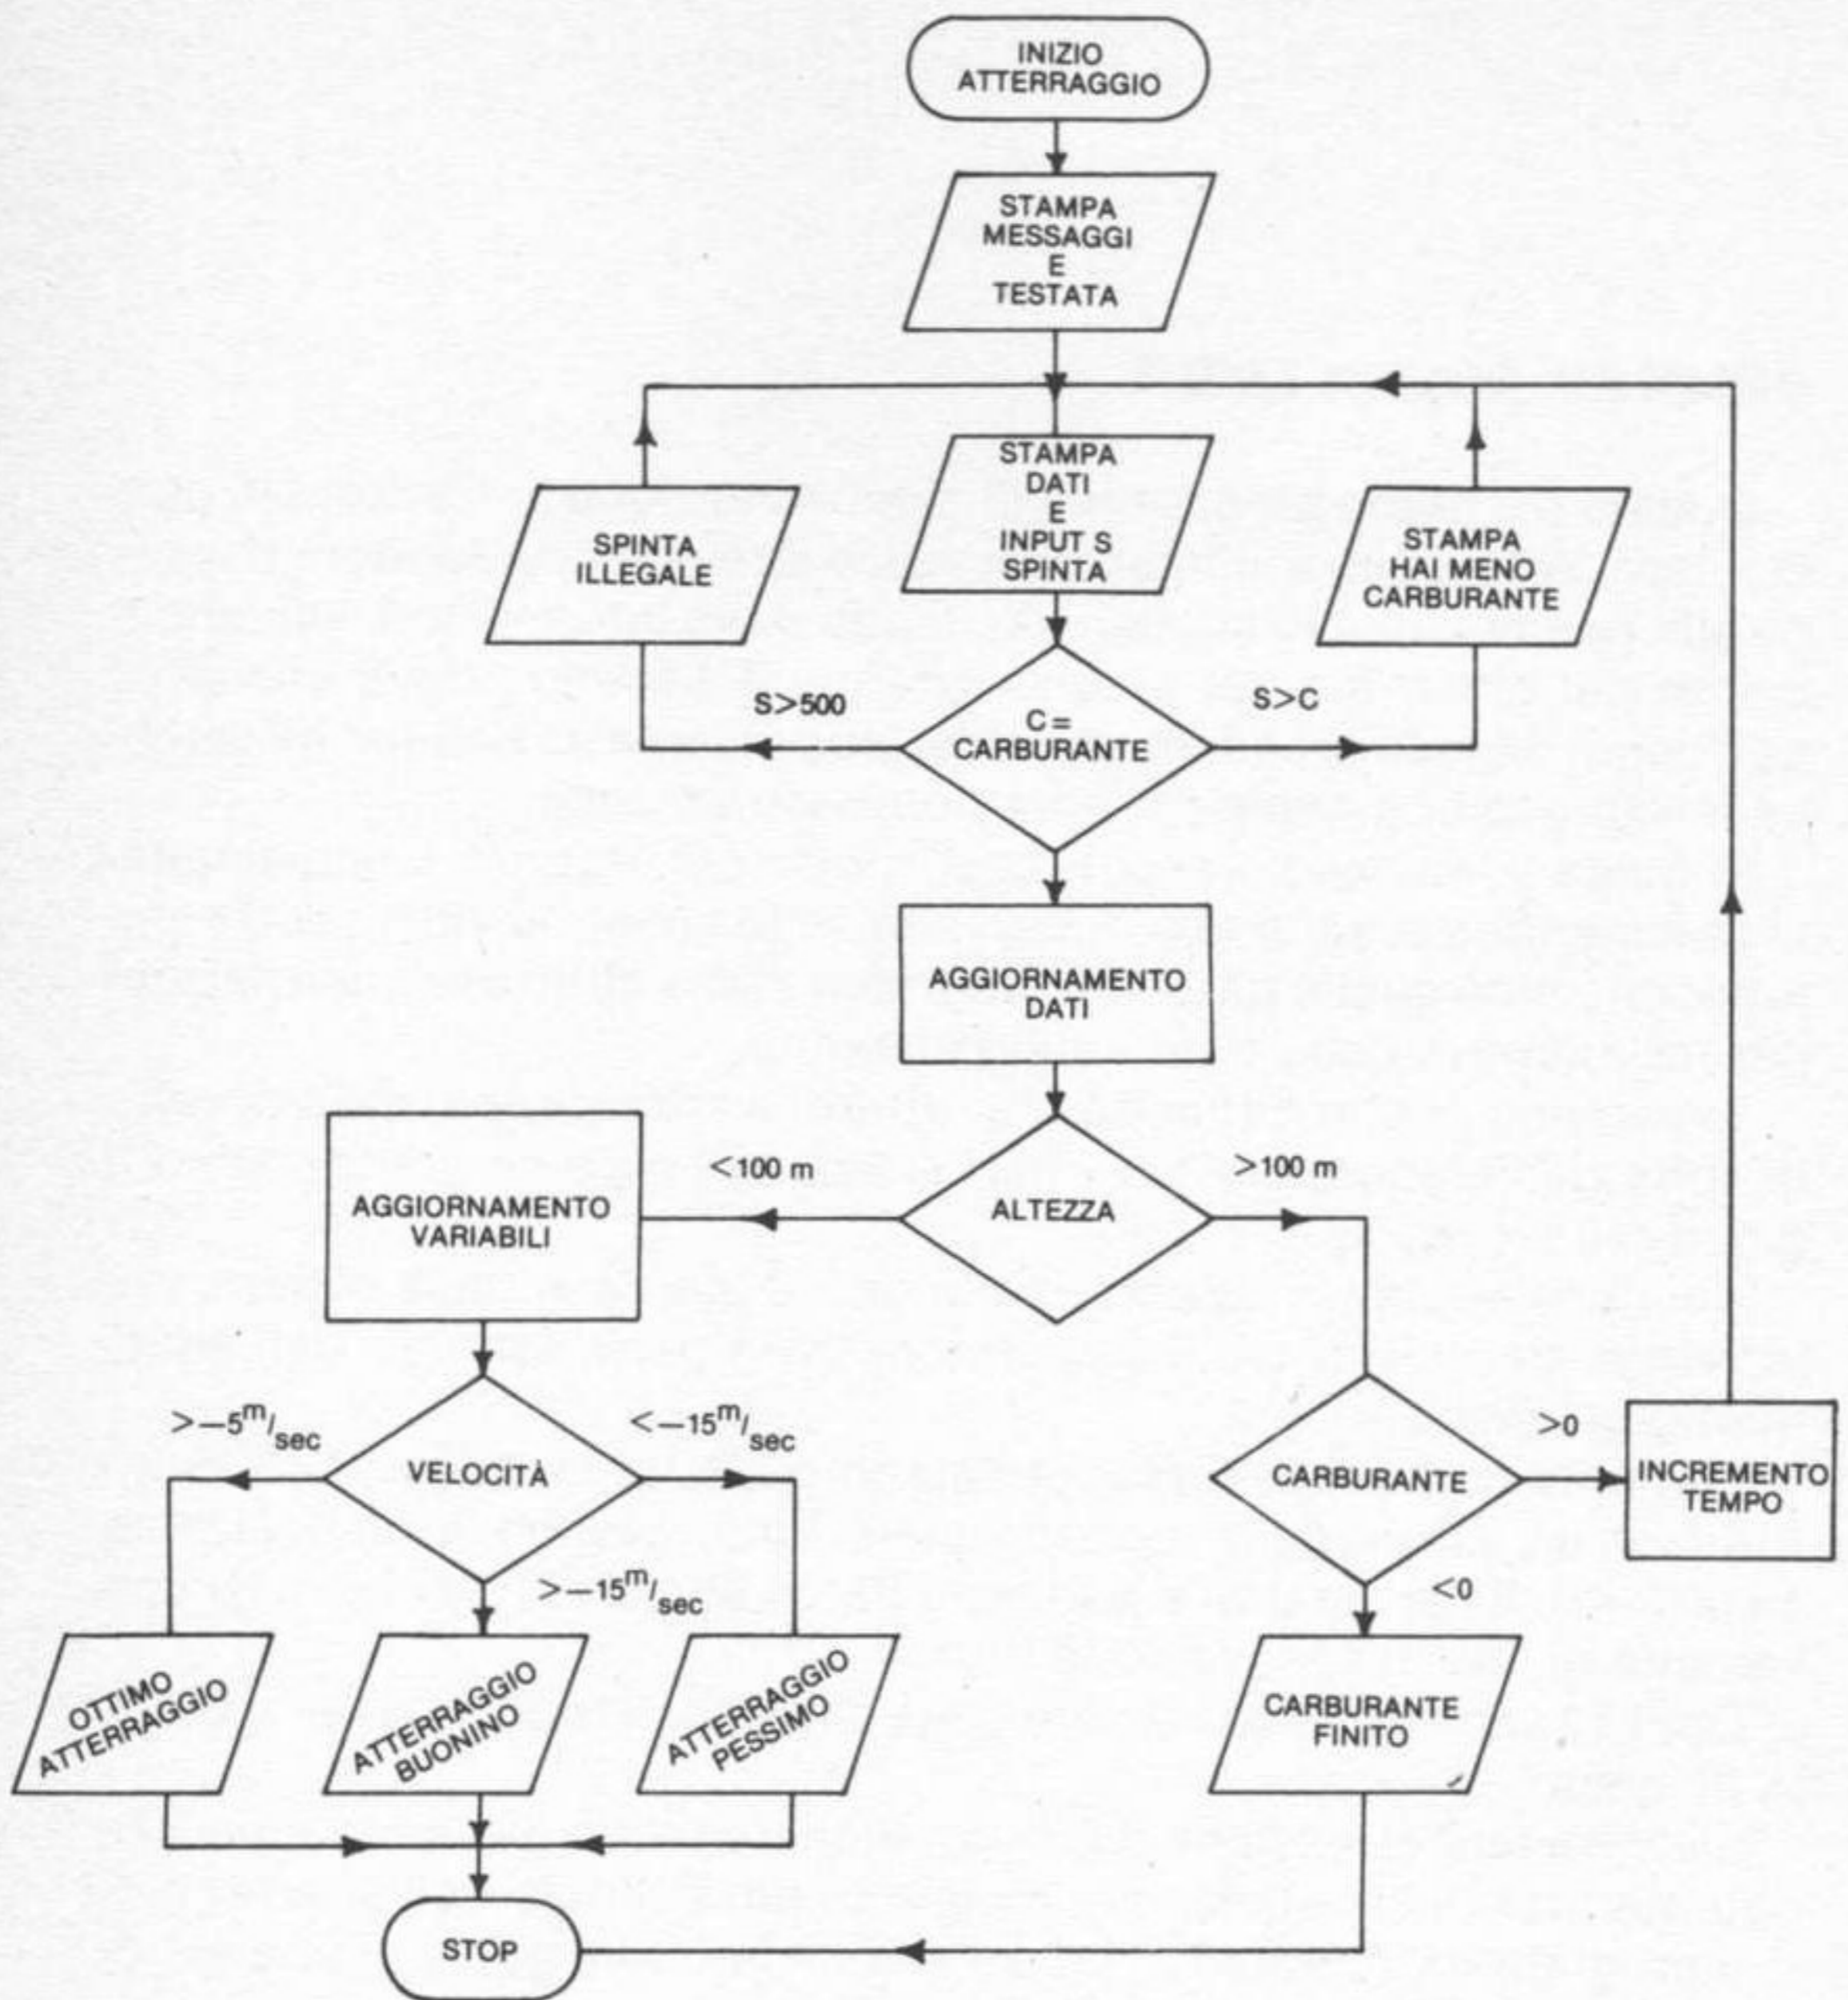 INIZIO
ATTERRAGGIO
STAMPA
MESSAGGI
E
TESTATA
STAMPA
DATI
E
INPUT S
SPINTA
SPINTA
ILLEGALE
STAMPA
HAI MENO
CARBURANTE
S>500
C=
CARBURANTE
S>C
AGGIORNAMENTO
DATI
<100 m
ALTEZZA
>100 m
AGGIORNAMENTO
VARIABILI
>—5m/sec
VELOCITÀ
<—15m/sec
>—15m/sec
CARBURANTE
>0
INCREMENTO
TEMPO
<0
OTTIMO
ATTERRAGGIO
ATTERRAGGIO
BUONINO
ATTERRAGGIO
PESSIMO
CARBURANTE
FINITO
STOP